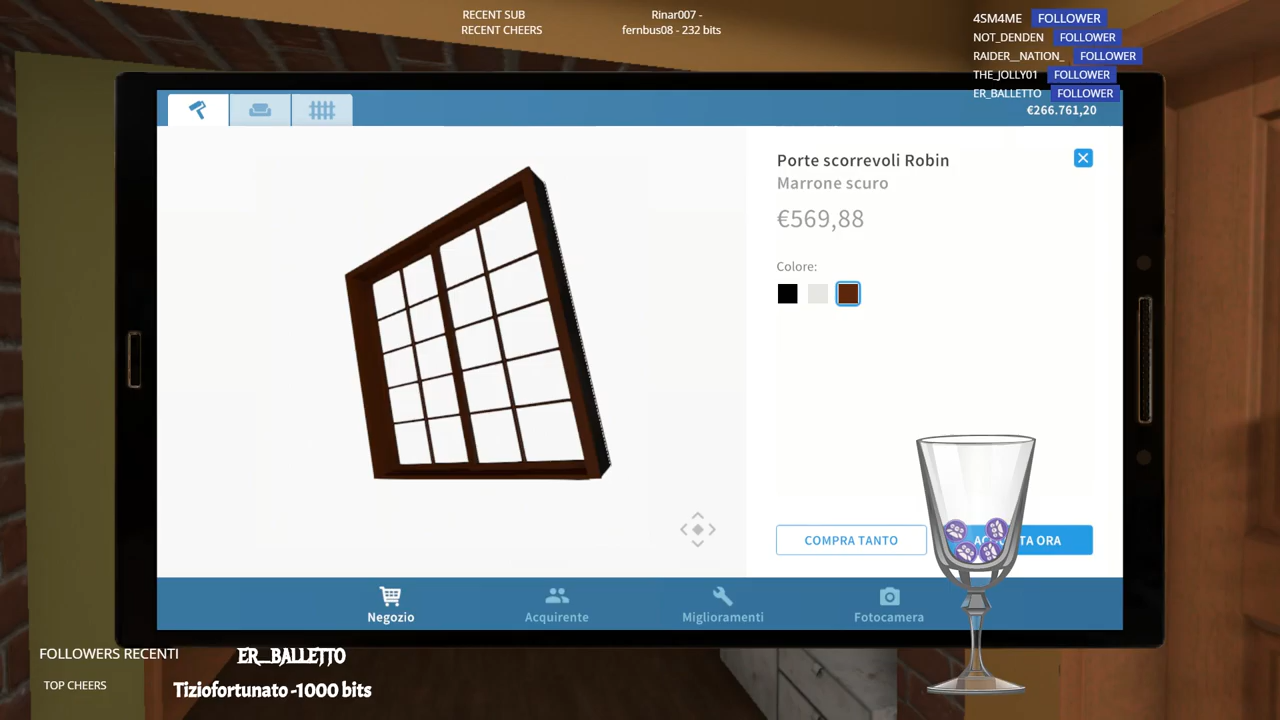 RECENT SUB
Rinar007 -
RECENT CHEERS
fernbus08 - 232 bits
4SM4ME FOLLOWER
NOT_DENDEN FOLLOWER
RAIDER__NATION_ FOLLOWER
THE_JOLLY01 FOLLOWER
ER_BALLETTO FOLLOWER
€266.761,20
Porte scorrevoli Robin
Marrone scuro
€569,88
Colore:
COMPRA TANTO
TA ORA
Negozio
Acquirente
Miglioramenti
Fotocamera
FOLLOWERS RECENTI
ER_BALLETTO
TOP CHEERS
Tiziofortunato -1000 bits